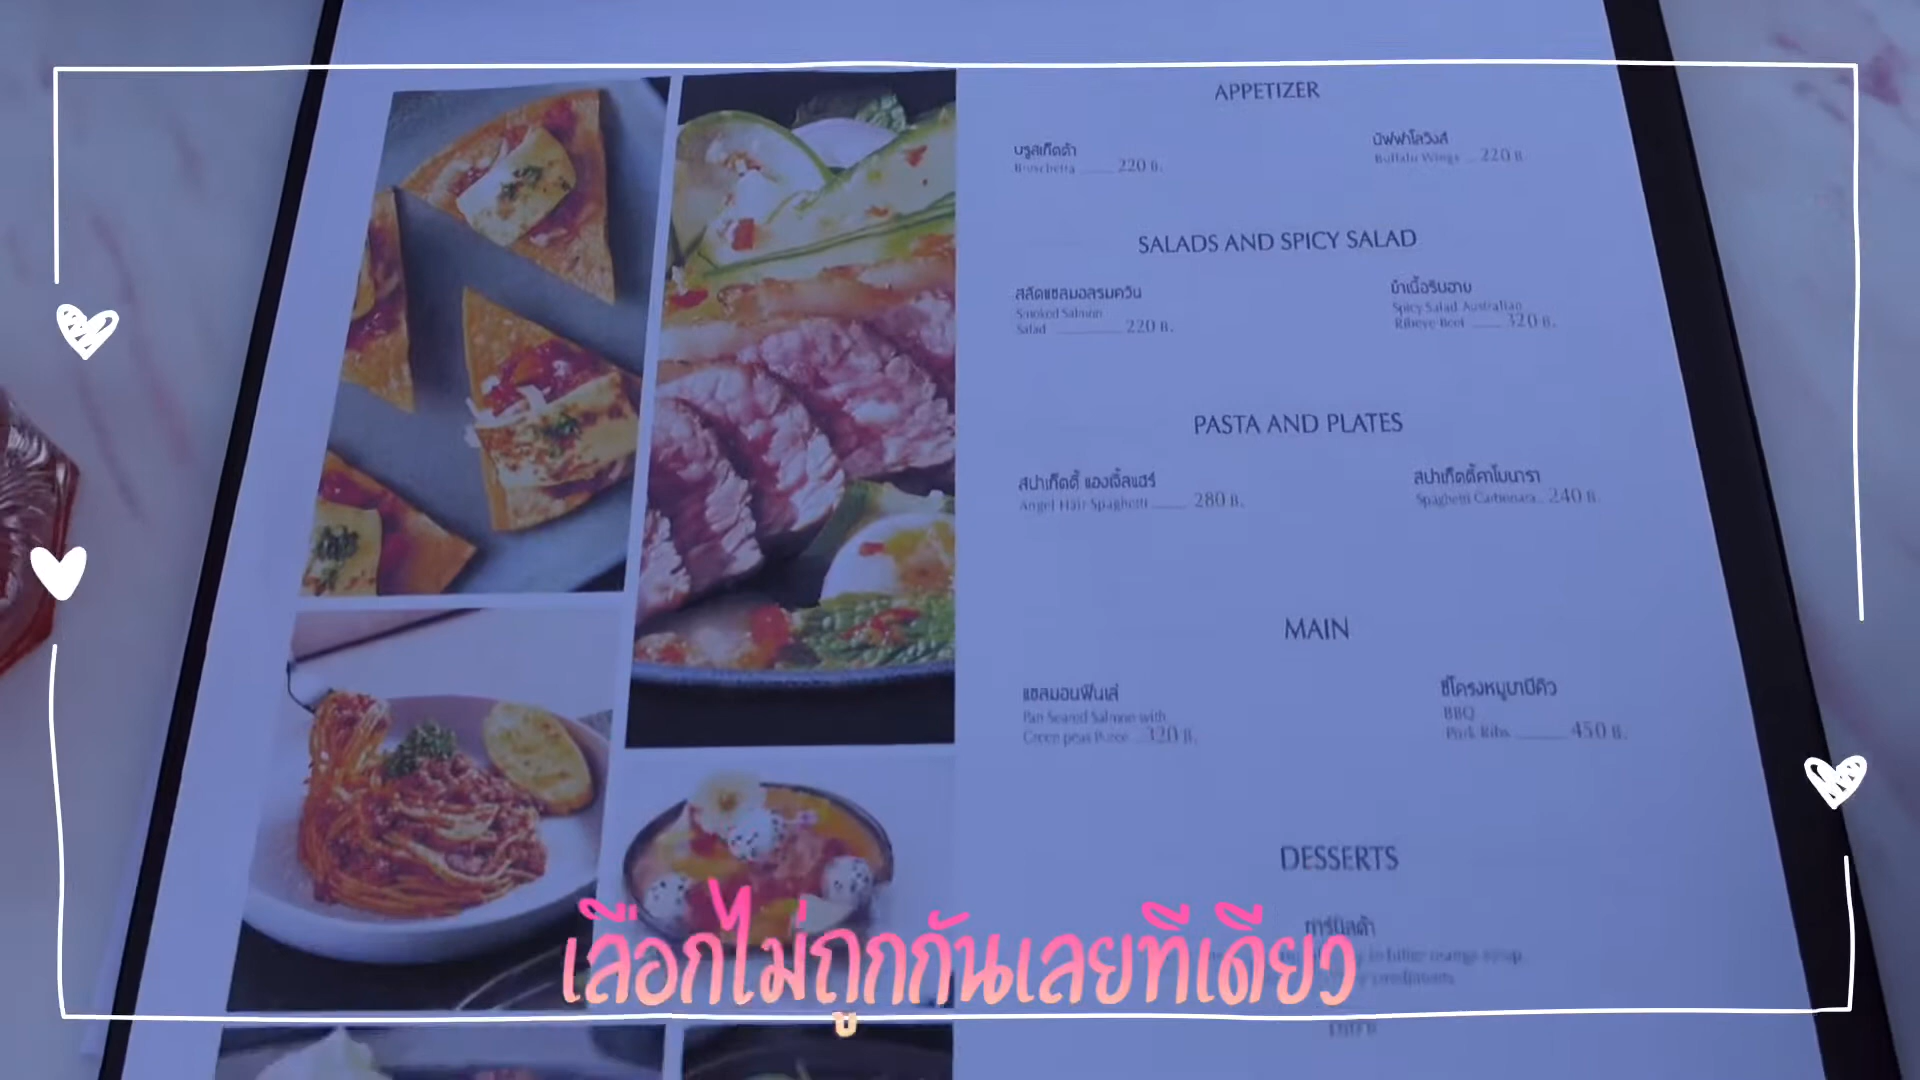 APPETIZER
บรูสเก็ตต้า
Bruschetta 220 B.
บัฟฟาโลวิงส์
Buffalo Wings 220 B.
SALADS AND SPICY SALAD
สลัดแซลมอลรมควัน
Smoked Salmon
Salad 220 B.
ยำเนื้อริบอาย
Spicy Salad Australian
Ribeye Beef 320 B.
PASTA AND PLATES
สปาเก็ตตี้ แองเจิ้ลแฮร์
Angel Hair Spaghetti 280 B.
สปาเก็ตตี้คาโบนารา
Spaghetti Carbonara 240 B.
MAIN
แซลมอนฟินเล่
Pan Seared Salmon with
Green peas Puree 320 B.
ซี่โครงหมูบาบีคิว
BBQ
Pork Ribs 450 B.
DESSERTS
in bitter orange syrup
เลือกไม่ถูกกันเลยทีเดียว